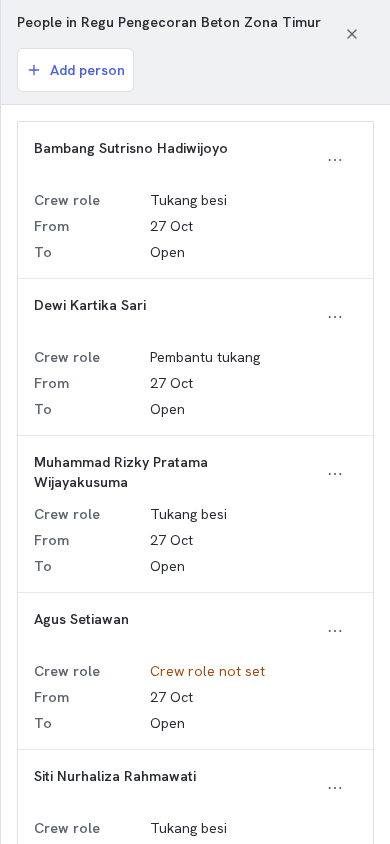 People in Regu Pengecoran Beton Zona Timur
Add person
Bambang Sutrisno Hadiwijoyo
Crew role Tukang besi
From 27 Oct
To Open
Dewi Kartika Sari
Crew role Pembantu tukang
From 27 Oct
To Open
Muhammad Rizky Pratama
Wijayakusuma
Crew role Tukang besi
From 27 Oct
To Open
Agus Setiawan
Crew role Crew role not set
From 27 Oct
To Open
Siti Nurhaliza Rahmawati
Crew role Tukang besi